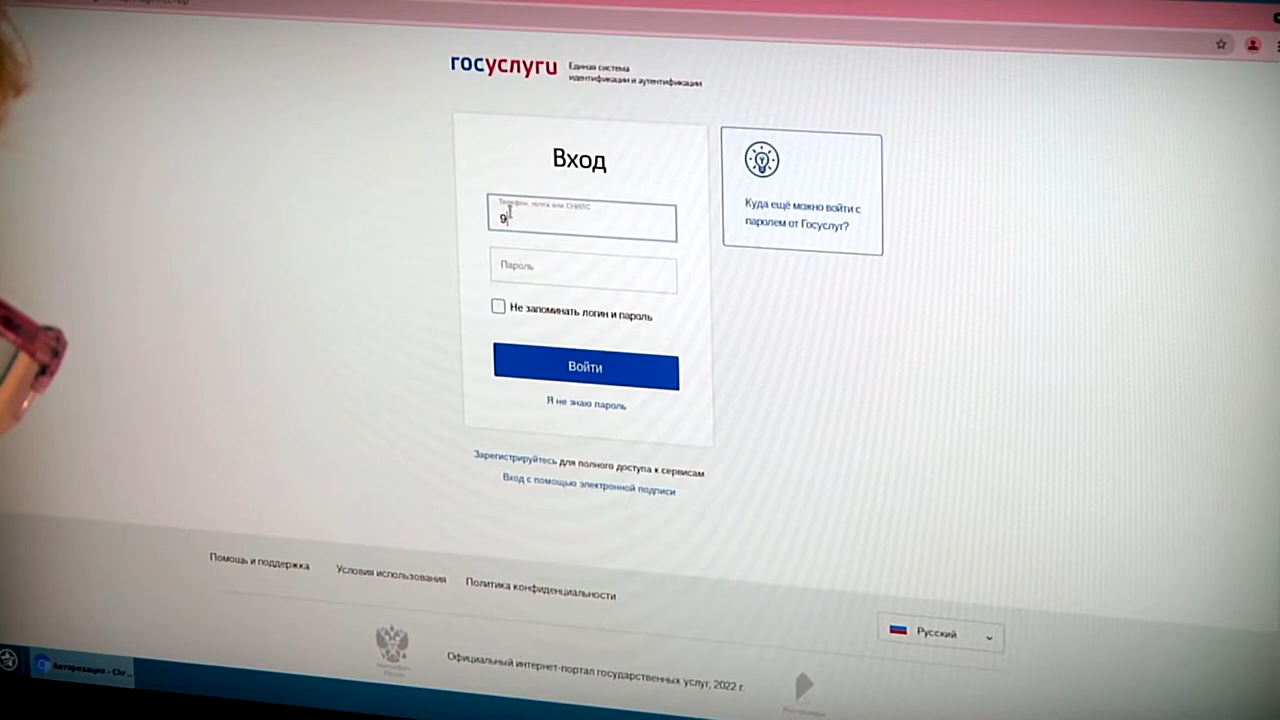 госуслуги
Единая система
идентификации и аутентификации
Вход
Телефон, почта или СНИЛС
9
Пароль
Не запоминать логин и пароль
Войти
Я не знаю пароль
Куда ещё можно войти с
паролем от Госуслуг?
Зарегистрируйтесь для полного доступа к сервисам
Вход с помощью электронной подписи
Помощь и поддержка
Условия использования
Политика конфиденциальности
Русский
Официальный интернет-портал государственных услуг, 2022 г.
Авторизация - Chr...